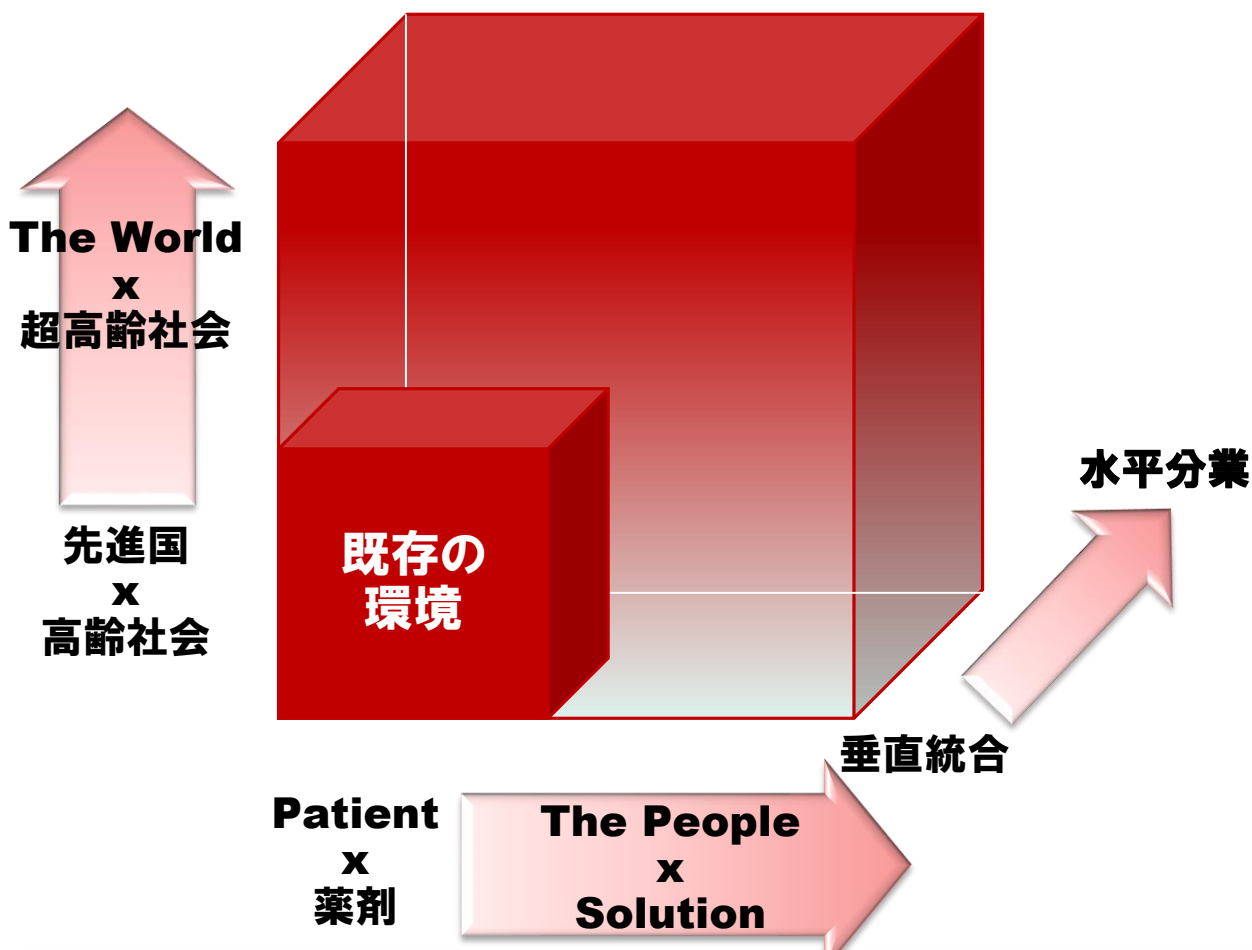 The World
x
超高齢社会
先進国
x
高齢社会
既存の
環境
水平分業
垂直統合
Patient
x
薬剤
The People
x
Solution